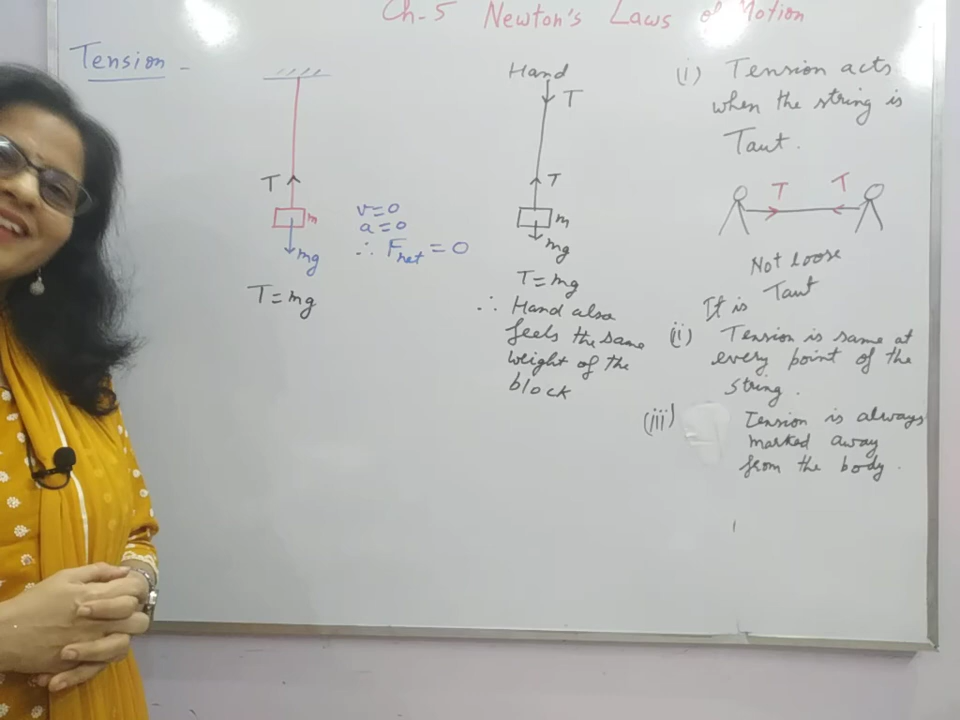 Ch-5 Newton's Laws of Motion
Tension -
T
m
mg
T = mg
v=0
a=0
∴ Fnet = 0
Hand
T
T
m
mg
T = mg
∴ Hand also
feels the same
weight of the
block
(i) Tension acts
when the string is
Taut.
T T
Not loose
It is Taut
(ii) Tension is same at
every point of the
string.
(iii) Tension is always
marked away
from the body.